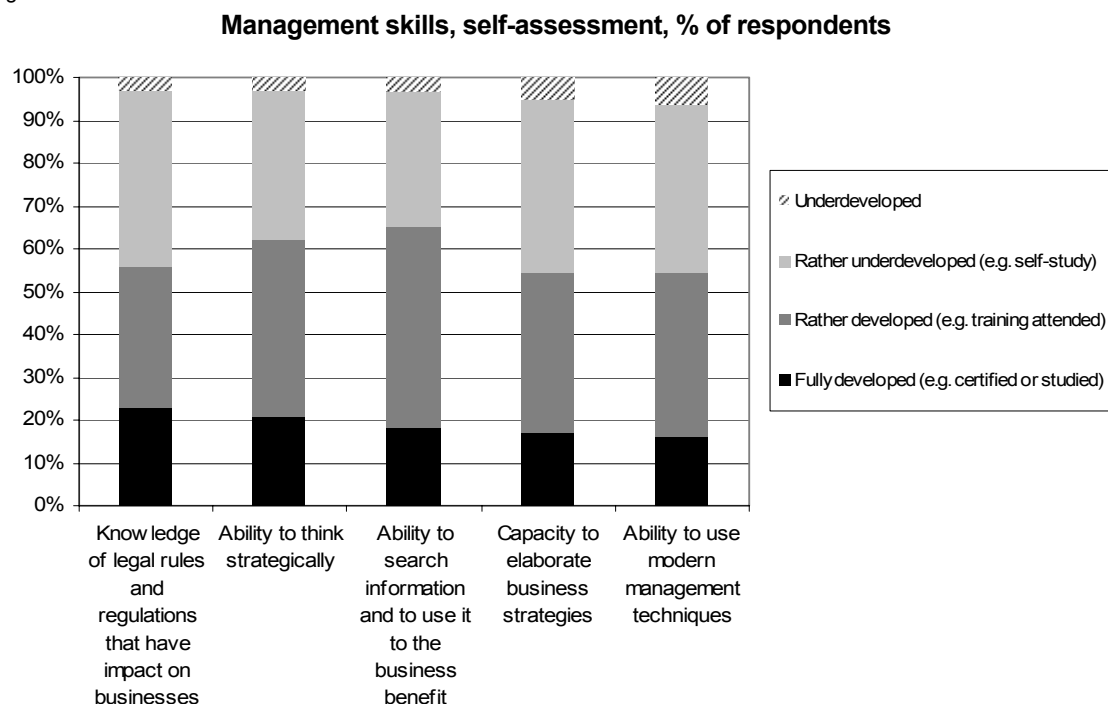 Management skills, self-assessment, % of respondents
100%
90%
80%
70%
60%
50%
40%
30%
20%
10%
0%
Knowledge
of legal rules
and
regulations
that have
impact on
businesses
Ability to think
strategically
Ability to
search
information
and to use it
to the
business
benefit
Capacity to
elaborate
business
strategies
Ability to use
modern
management
techniques
Underdeveloped
Rather underdeveloped (e.g. self-study)
Rather developed (e.g. training attended)
Fully developed (e.g. certified or studied)